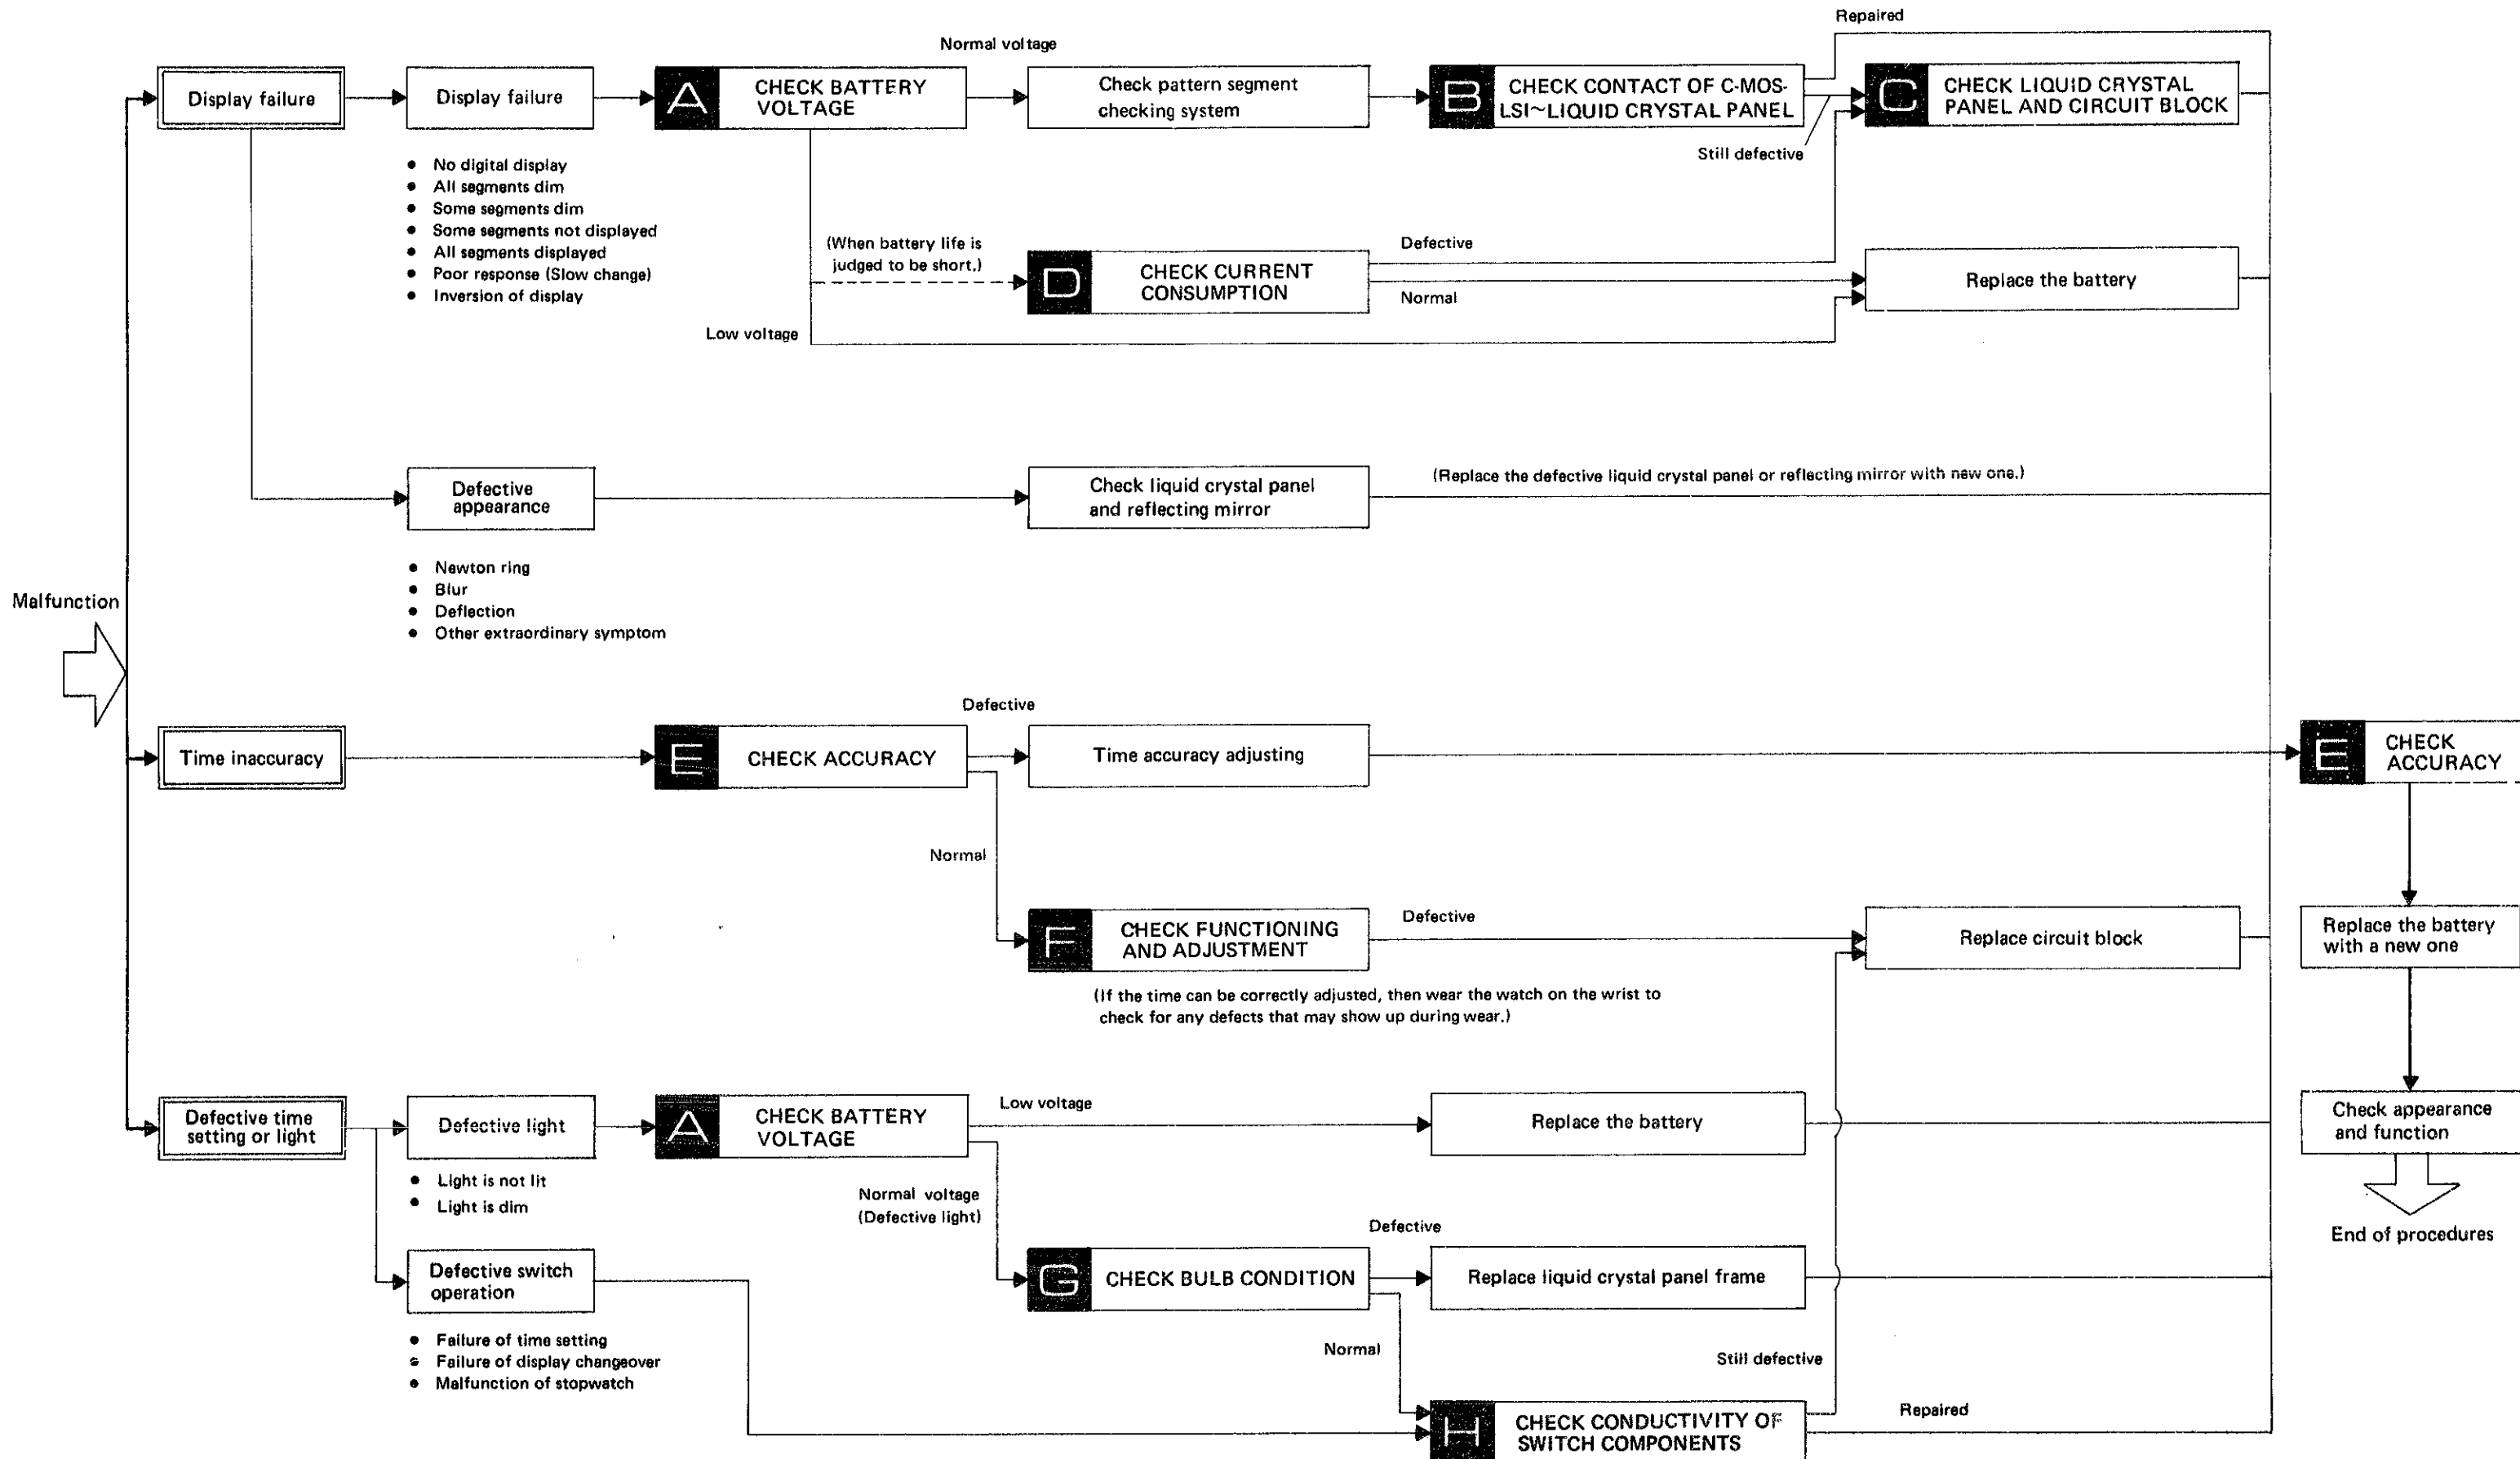 Repaired
Normal voltage
Display failure
Display failure
A
CHECK BATTERY
VOLTAGE
Check pattern segment
checking system
B
CHECK CONTACT OF C-MOS-
LSI~LIQUID CRYSTAL PANEL
C
CHECK LIQUID CRYSTAL
PANEL AND CIRCUIT BLOCK
Still defective
• No digital display
• All segments dim
• Some segments dim
• Some segments not displayed
• All segments displayed
• Poor response (Slow change)
• Inversion of display
(When battery life is
judged to be short.)
D
CHECK CURRENT
CONSUMPTION
Defective
Normal
Replace the battery
Low voltage
Defective
appearance
Check liquid crystal panel
and reflecting mirror
(Replace the defective liquid crystal panel or reflecting mirror with new one.)
• Newton ring
• Blur
• Deflection
• Other extraordinary symptom
Malfunction
Time inaccuracy
E
CHECK ACCURACY
Defective
Time accuracy adjusting
E
CHECK
ACCURACY
Normal
F
CHECK FUNCTIONING
AND ADJUSTMENT
Defective
Replace circuit block
Replace the battery
with a new one
(If the time can be correctly adjusted, then wear the watch on the wrist to
check for any defects that may show up during wear.)
Defective time
setting or light
Defective light
A
CHECK BATTERY
VOLTAGE
Low voltage
Replace the battery
Check appearance
and function
• Light is not lit
• Light is dim
Normal voltage
(Defective light)
End of procedures
Defective switch
operation
G
CHECK BULB CONDITION
Defective
Replace liquid crystal panel frame
• Failure of time setting
• Failure of display changeover
• Malfunction of stopwatch
Normal
Still defective
H
CHECK CONDUCTIVITY OF
SWITCH COMPONENTS
Repaired